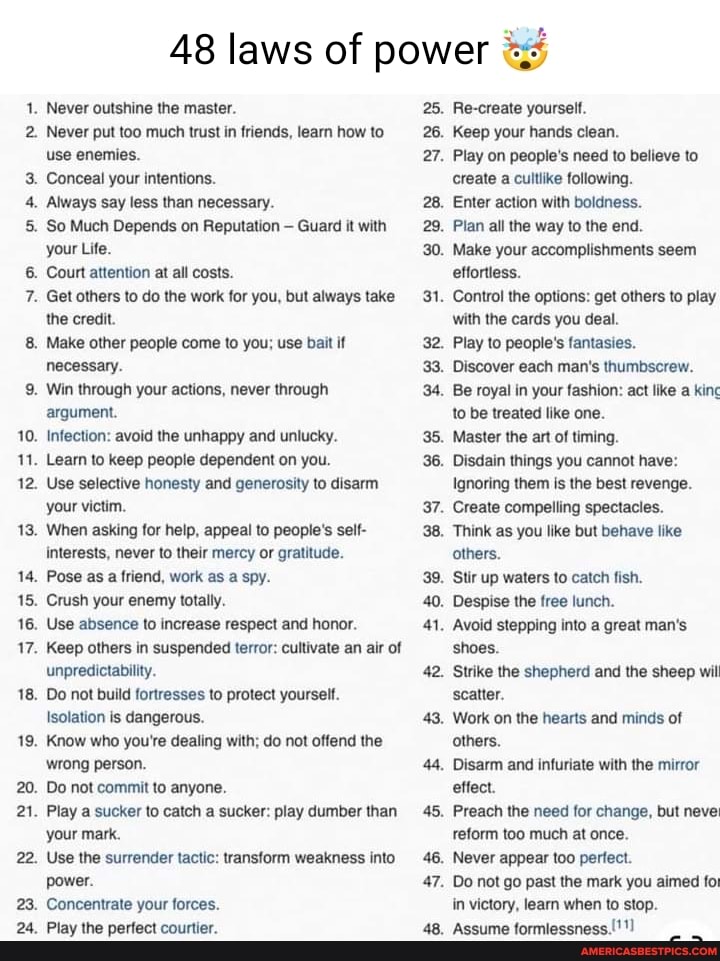 48 laws of power 🤯
1. Never outshine the master.
2. Never put too much trust in friends, learn how to
use enemies.
3. Conceal your intentions.
4. Always say less than necessary.
5. So Much Depends on Reputation – Guard it with
your Life.
6. Court attention at all costs.
7. Get others to do the work for you, but always take
the credit.
8. Make other people come to you; use bait if
necessary.
9. Win through your actions, never through
argument.
10. Infection: avoid the unhappy and unlucky.
11. Learn to keep people dependent on you.
12. Use selective honesty and generosity to disarm
your victim.
13. When asking for help, appeal to people's self-
interests, never to their mercy or gratitude.
14. Pose as a friend, work as a spy.
15. Crush your enemy totally.
16. Use absence to increase respect and honor.
17. Keep others in suspended terror: cultivate an air of
unpredictability.
18. Do not build fortresses to protect yourself.
Isolation is dangerous.
19. Know who you're dealing with; do not offend the
wrong person.
20. Do not commit to anyone.
21. Play a sucker to catch a sucker: play dumber than
your mark.
22. Use the surrender tactic: transform weakness into
power.
23. Concentrate your forces.
24. Play the perfect courtier.
25. Re-create yourself.
26. Keep your hands clean.
27. Play on people's need to believe to
create a cultlike following.
28. Enter action with boldness.
29. Plan all the way to the end.
30. Make your accomplishments seem
effortless.
31. Control the options: get others to play
with the cards you deal.
32. Play to people's fantasies.
33. Discover each man's thumbscrew.
34. Be royal in your fashion: act like a king
to be treated like one.
35. Master the art of timing.
36. Disdain things you cannot have:
Ignoring them is the best revenge.
37. Create compelling spectacles.
38. Think as you like but behave like
others.
39. Stir up waters to catch fish.
40. Despise the free lunch.
41. Avoid stepping into a great man's
shoes.
42. Strike the shepherd and the sheep will
scatter.
43. Work on the hearts and minds of
others.
44. Disarm and infuriate with the mirror
effect.
45. Preach the need for change, but never
reform too much at once.
46. Never appear too perfect.
47. Do not go past the mark you aimed for
in victory, learn when to stop.
48. Assume formlessness.[11]
AMERICASBESTPICS.COM